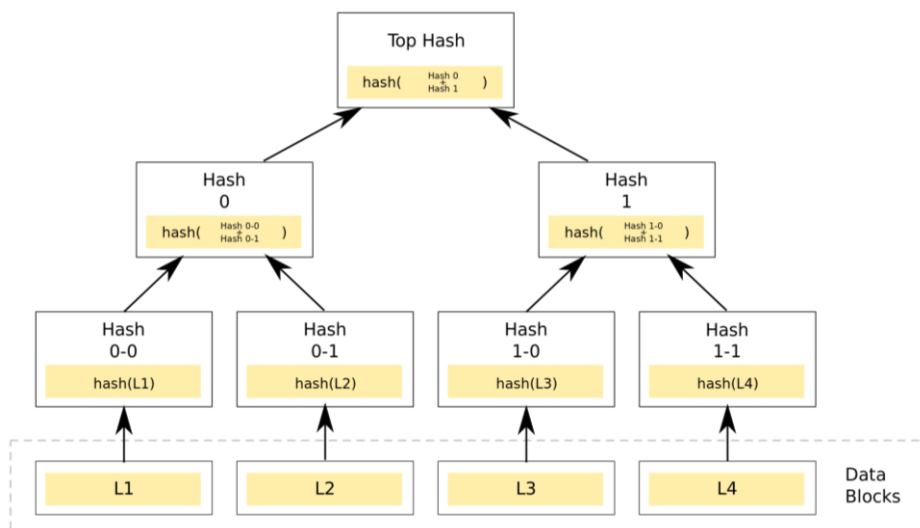 Top Hash
hash( Hash 0 + Hash 1 )
Hash
0
hash( Hash 0-0 + Hash 0-1 )
Hash
1
hash( Hash 1-0 + Hash 1-1 )
Hash
0-0
hash(L1)
Hash
0-1
hash(L2)
Hash
1-0
hash(L3)
Hash
1-1
hash(L4)
L1
L2
L3
L4
Data
Blocks